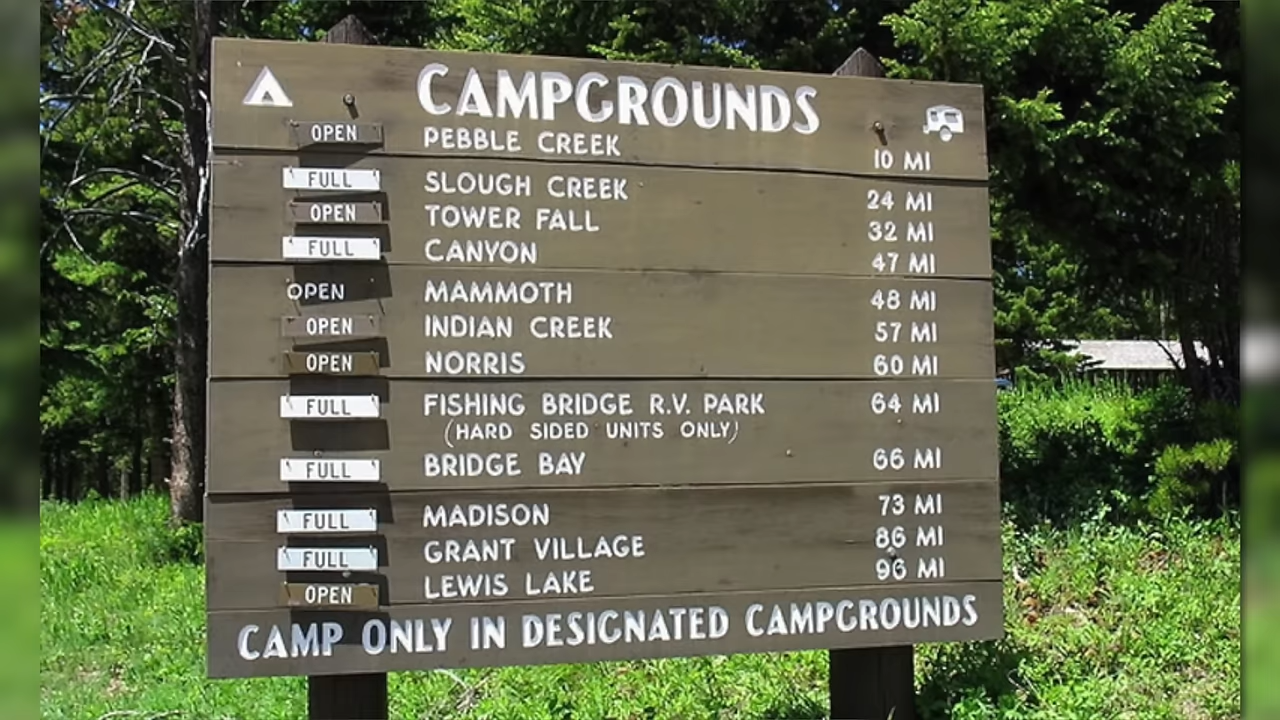 CAMPGROUNDS
OPEN PEBBLE CREEK 10 MI
FULL SLOUGH CREEK 24 MI
OPEN TOWER FALL 32 MI
FULL CANYON 47 MI
OPEN MAMMOTH 48 MI
OPEN INDIAN CREEK 57 MI
OPEN NORRIS 60 MI
FULL FISHING BRIDGE R.V. PARK 64 MI
(HARD SIDED UNITS ONLY)
FULL BRIDGE BAY 66 MI
FULL MADISON 73 MI
FULL GRANT VILLAGE 86 MI
OPEN LEWIS LAKE 96 MI
CAMP ONLY IN DESIGNATED CAMPGROUNDS